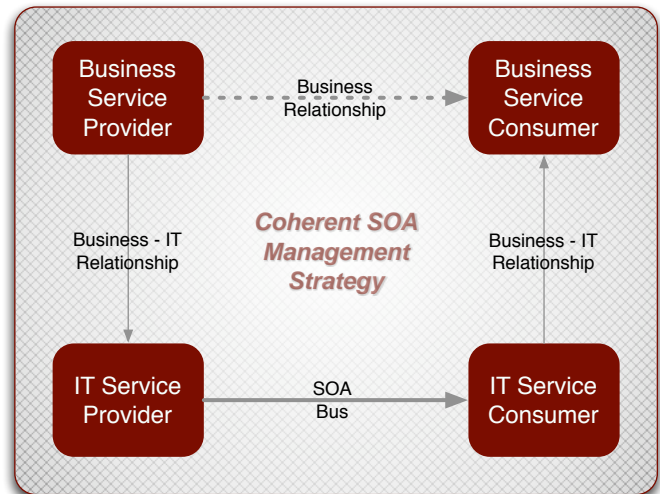 Business
Service
Provider
Business
Relationship
Business
Service
Consumer
Business - IT
Relationship
Coherent SOA
Management
Strategy
Business - IT
Relationship
IT Service
Provider
SOA
Bus
IT Service
Consumer